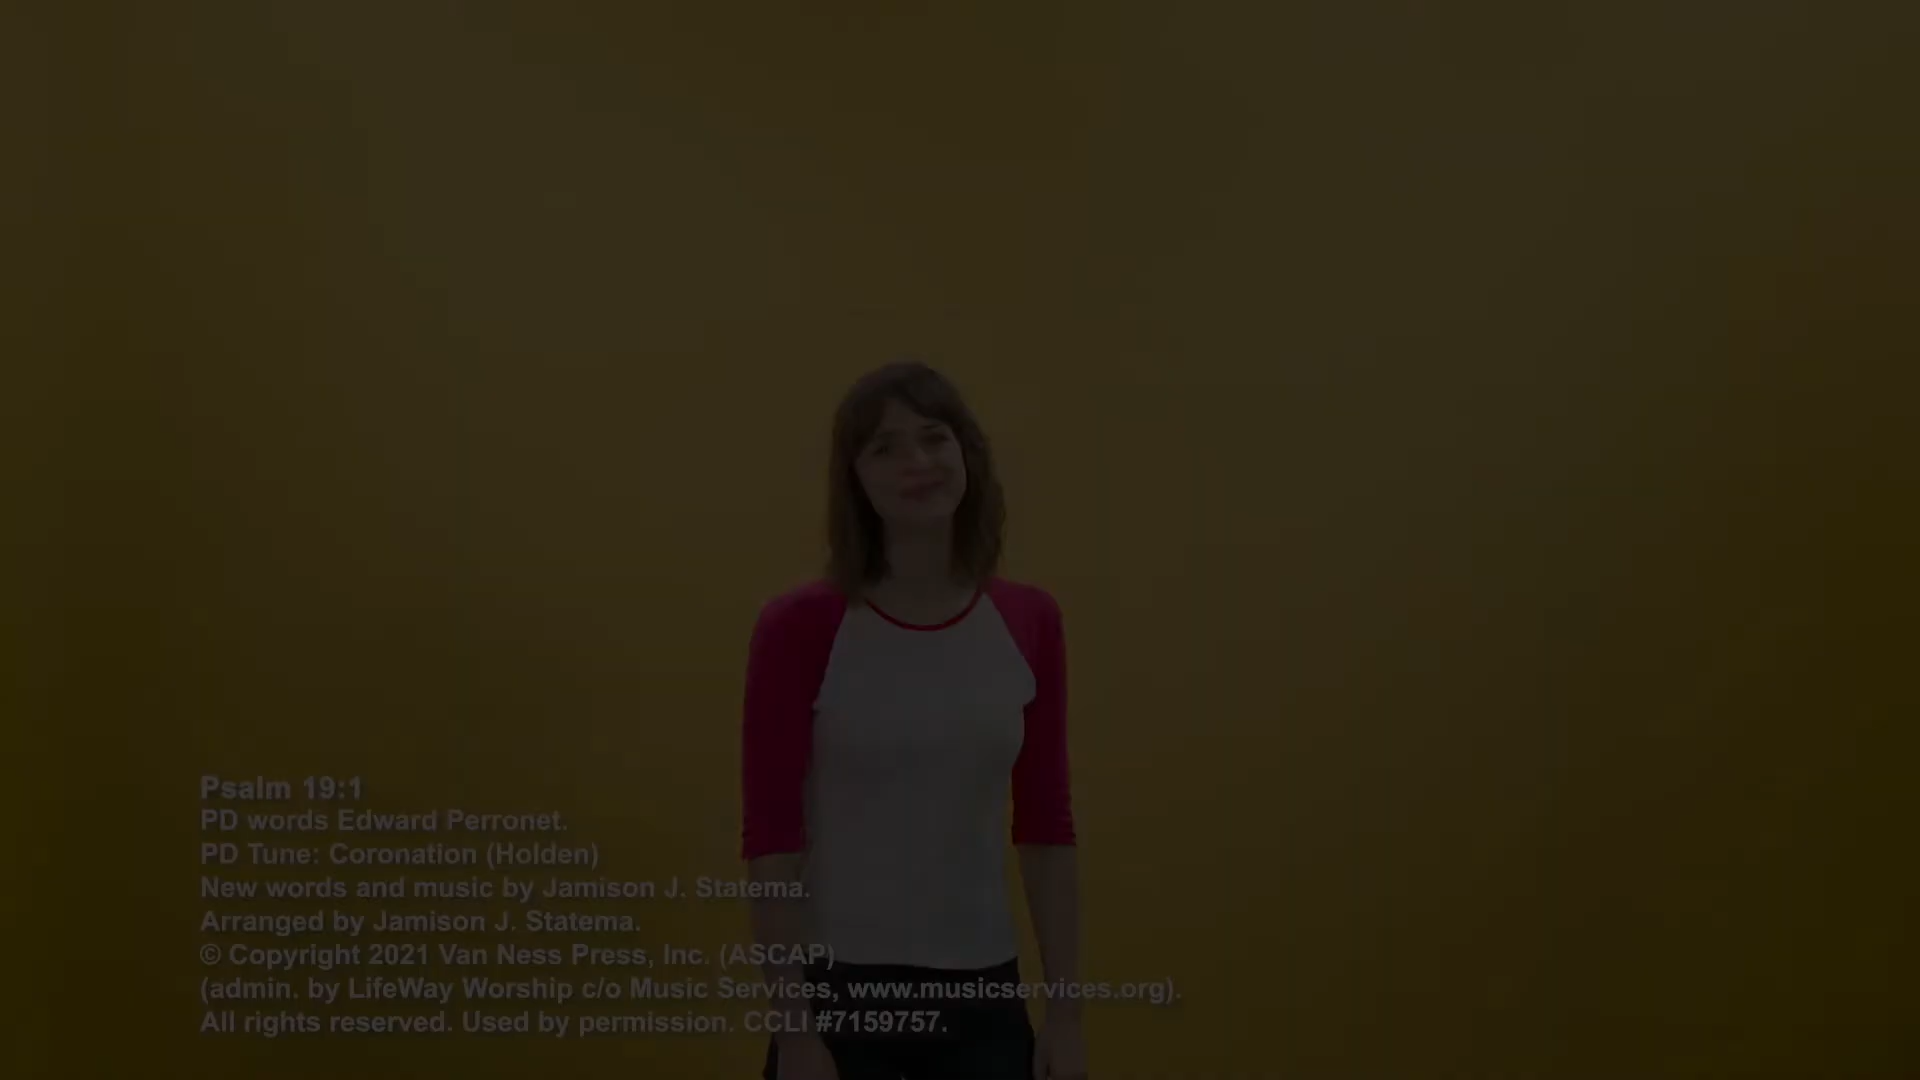 Psalm 19:1
PD words Edward Perronet.
PD Tune: Coronation (Holden)
New words and music by Jamison J. Statema.
Arranged by Jamison J. Statema.
© Copyright 2021 Van Ness Press, Inc. (ASCAP)
(admin. by LifeWay Worship c/o Music Services, www.musicservices.org).
All rights reserved. Used by permission. CCLI #7159757.